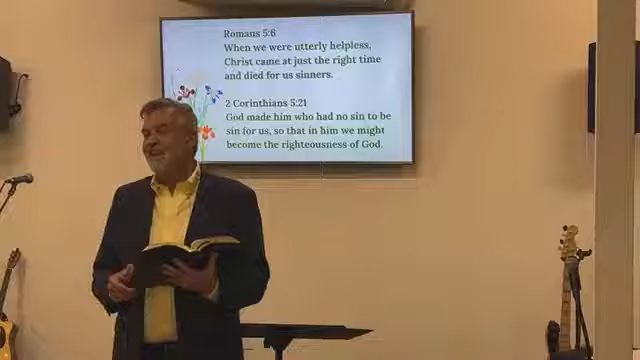 Romans 5:6
When we were utterly helpless,
Christ came at just the right time
and died for us sinners.
2 Corinthians 5:21
God made him who had no sin to be
sin for us, so that in him we might
become the righteousness of God.